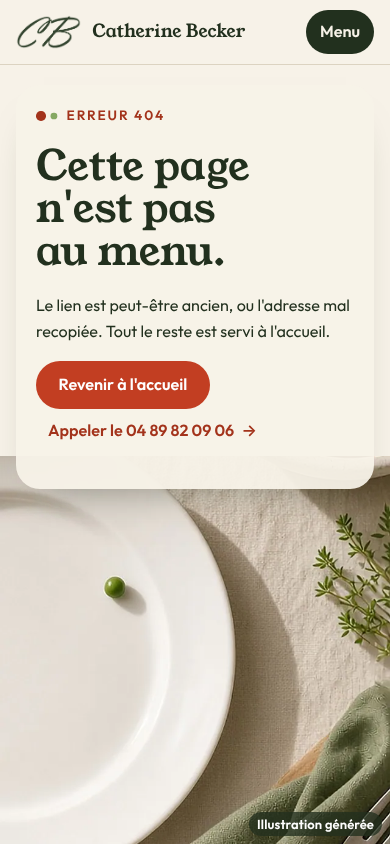 CB Catherine Becker
Menu
ERREUR 404
Cette page
n'est pas
au menu.
Le lien est peut-être ancien, ou l'adresse mal
recopiée. Tout le reste est servi à l'accueil.
Revenir à l'accueil
Appeler le 04 89 82 09 06 →
Illustration générée